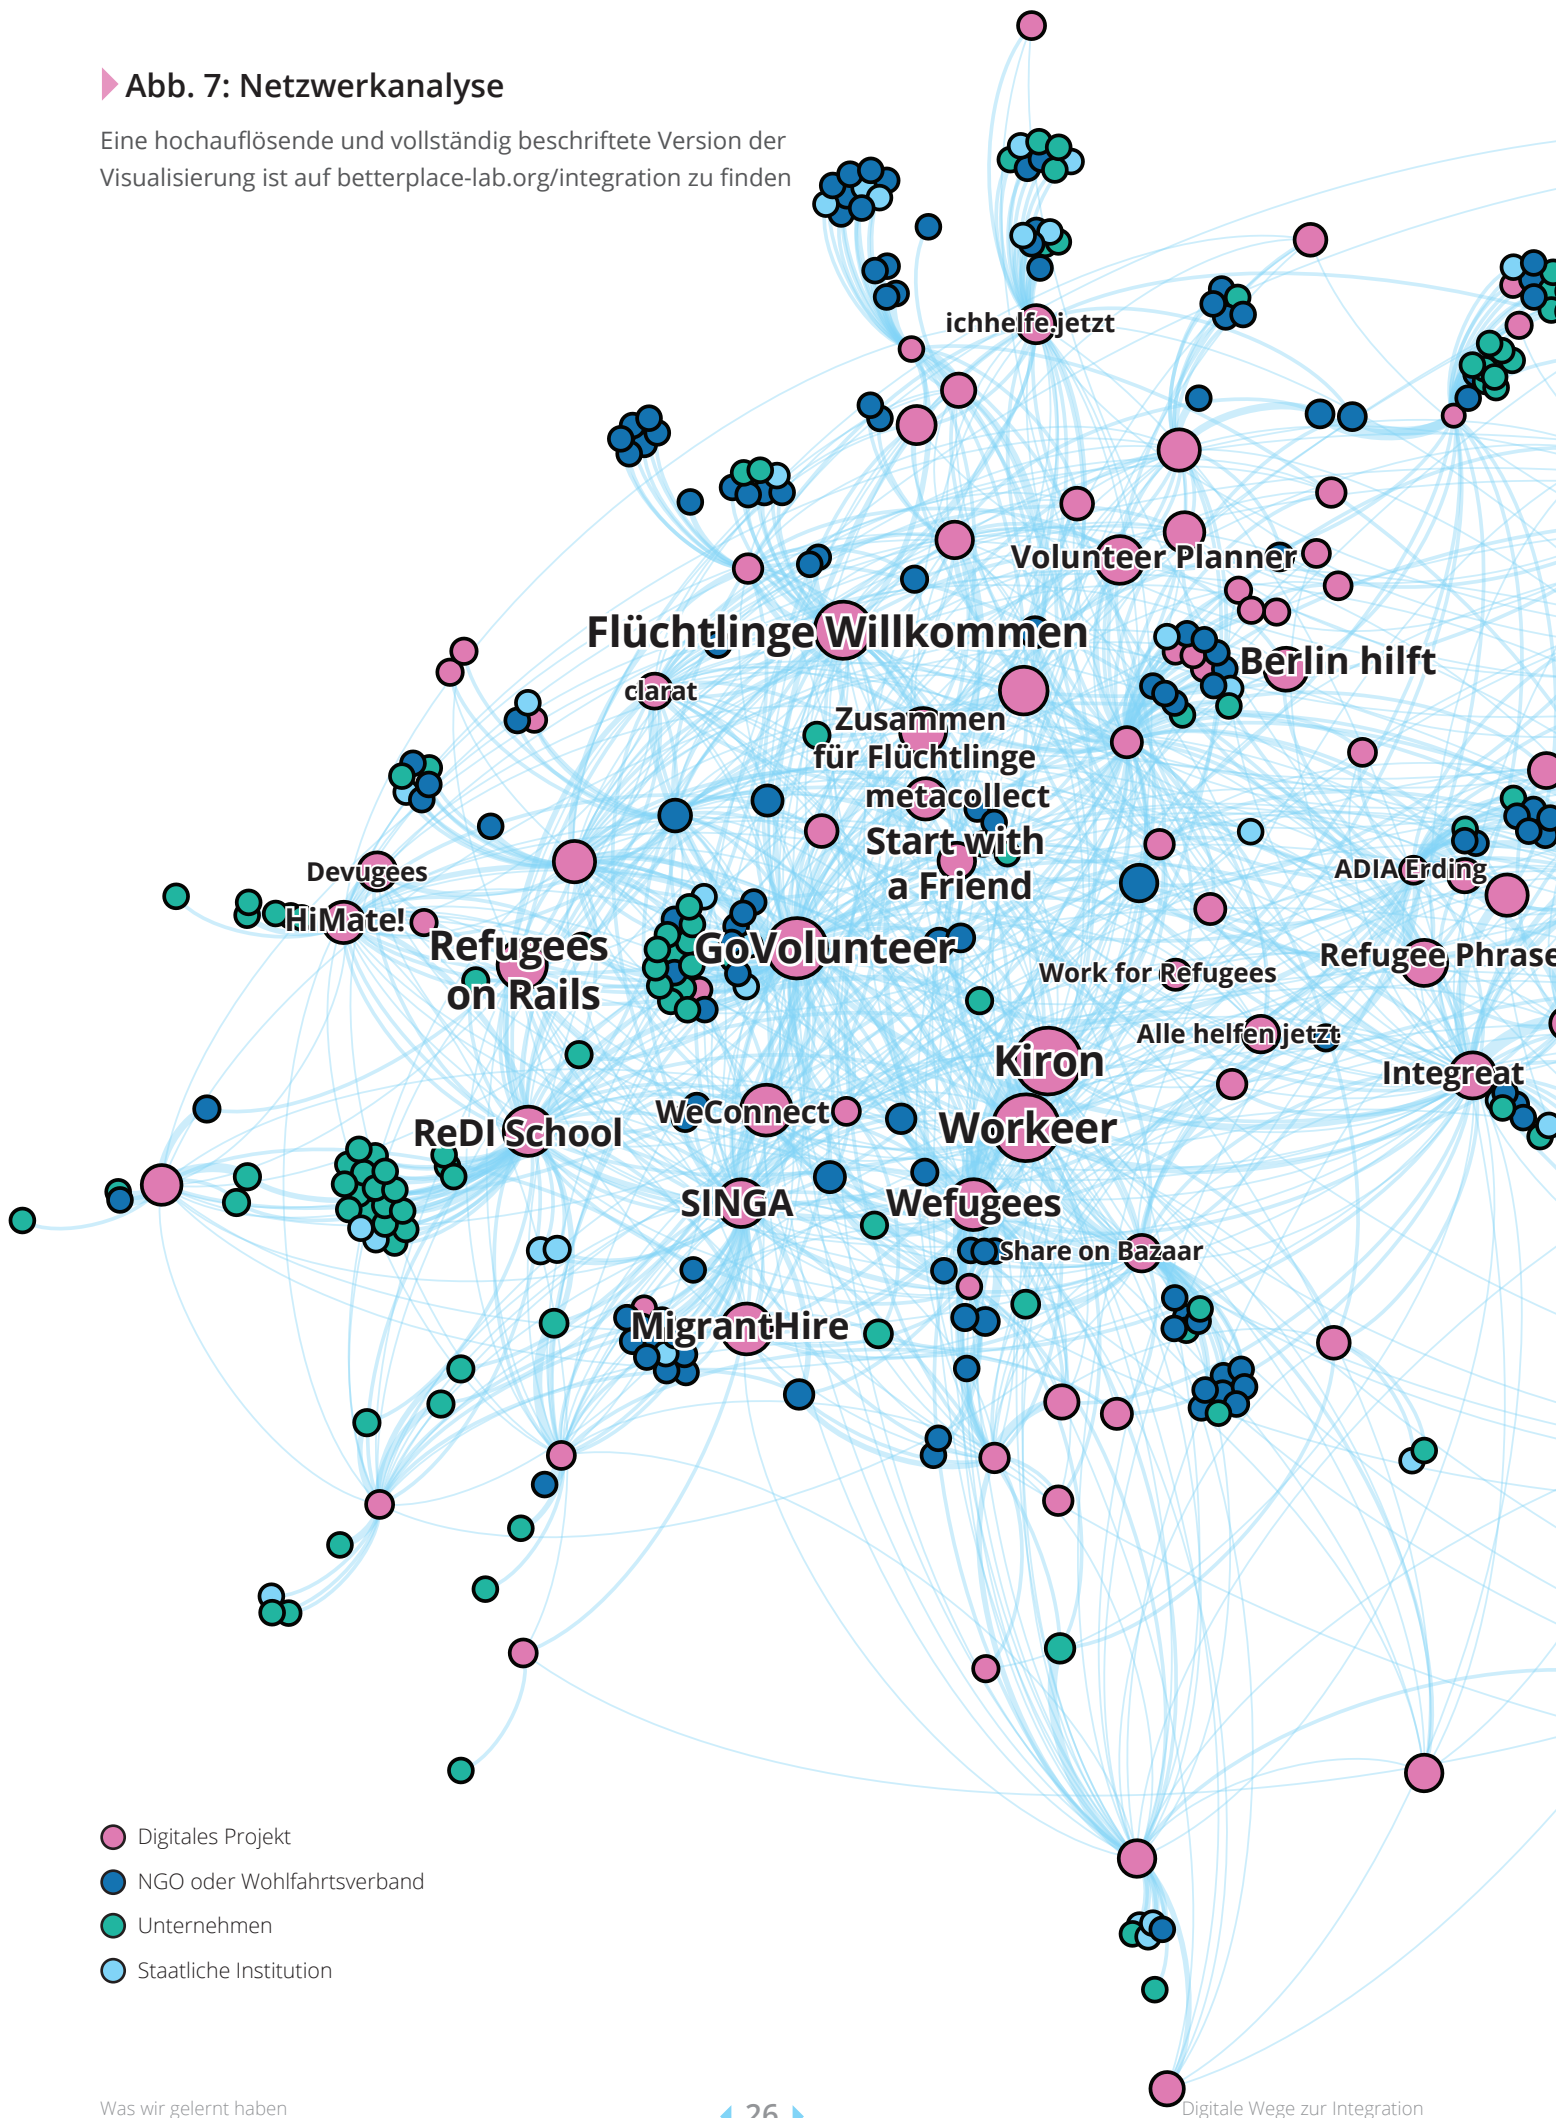 Abb. 7: Netzwerkanalyse
Eine hochauflösende und vollständig beschriftete Version der
Visualisierung ist auf betterplace-lab.org/integration zu finden
ichhelfe.jetzt
Volunteer Planner
Flüchtlinge Willkommen
Berlin hilft
clarat
Zusammen
für Flüchtlinge
metacollect
Start with
a Friend
Devugees
ADIA Erding
HiMate!
Refugees
on Rails
GoVolunteer
Refugee Phrase
Work for Refugees
Alle helfen jetzt
Kiron
Integreat
WeConnect
Workeer
ReDI School
SINGA
Wefugees
Share on Bazaar
MigrantHire
Digitales Projekt
NGO oder Wohlfahrtsverband
Unternehmen
Staatliche Institution
Was wir gelernt haben
26
Digitale Wege zur Integration